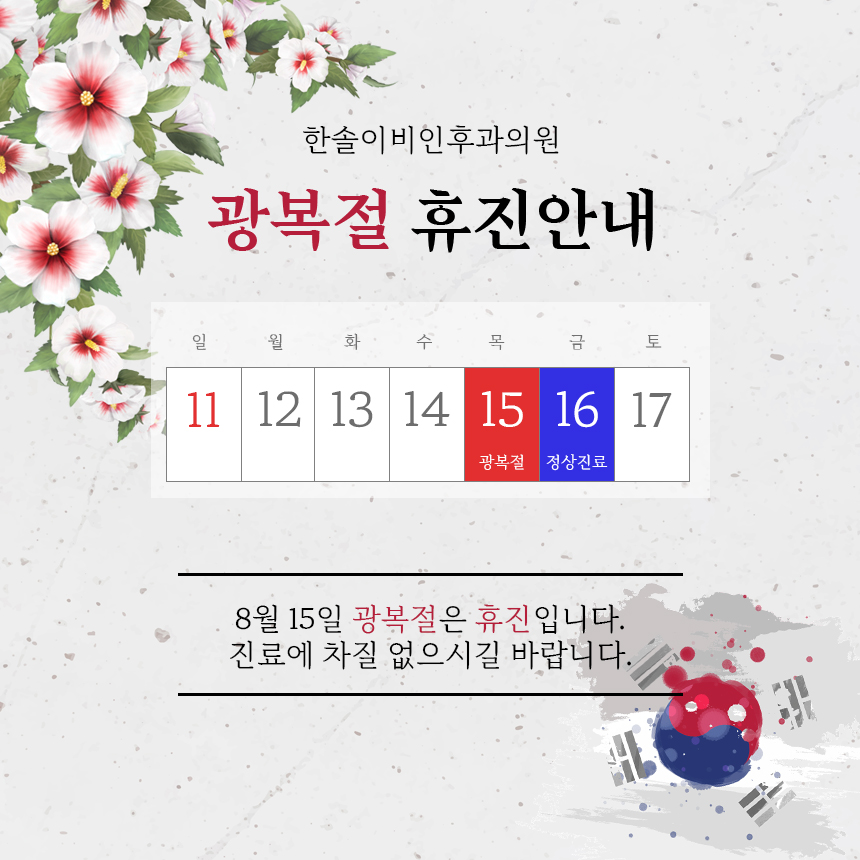 한솔이비인후과의원
광복절 휴진안내
일 월 화 수 목 금 토
11 12 13 14 15 16 17
광복절 정상진료
8월 15일 광복절은 휴진입니다.
진료에 차질 없으시길 바랍니다.